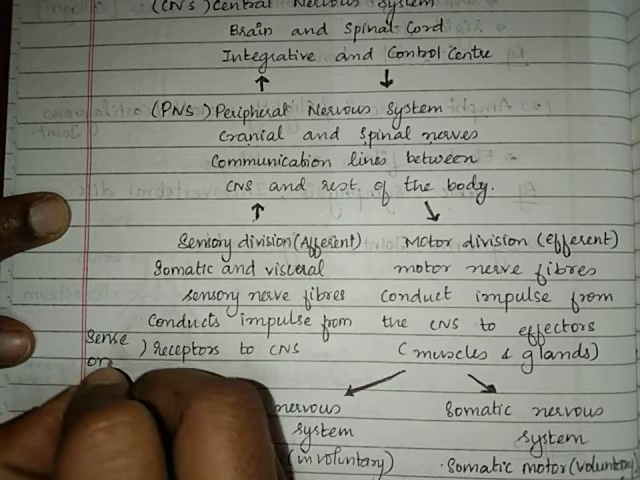 (CNS) Central Nervous System
Brain and Spinal Cord
Integrative and Control Centre
(PNS) Peripheral Nervous System
Cranial and Spinal nerves
Communication lines between
CNS and rest of the body.
Sensory division (Afferent)
Somatic and visceral
sensory nerve fibres
conducts impulse from
Sense
or
) receptors to CNS
Motor division (efferent)
motor nerve fibres
conduct impulse from
the CNS to effectors
(muscles & glands)
nervous
system
(involuntary)
Somatic nervous
system
Somatic motor (voluntary)